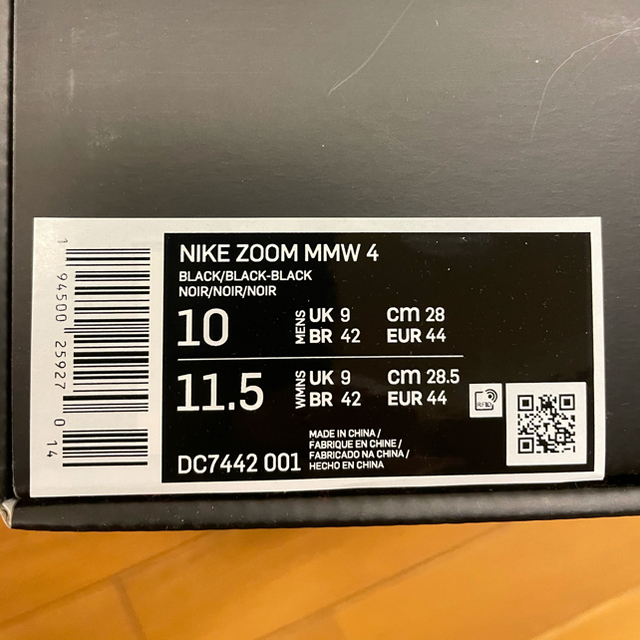 NIKE ZOOM MMW 4
BLACK/BLACK-BLACK
NOIR/NOIR/NOIR
10 MENS UK 9 cm 28
BR 42 EUR 44
11.5 WMNS UK 9 cm 28.5
BR 42 EUR 44
RFID
MADE IN CHINA /
FABRIQUE EN CHINE /
FABRICADO NA CHINA /
HECHO EN CHINA
DC7442 001
1 94500 25927 0 14